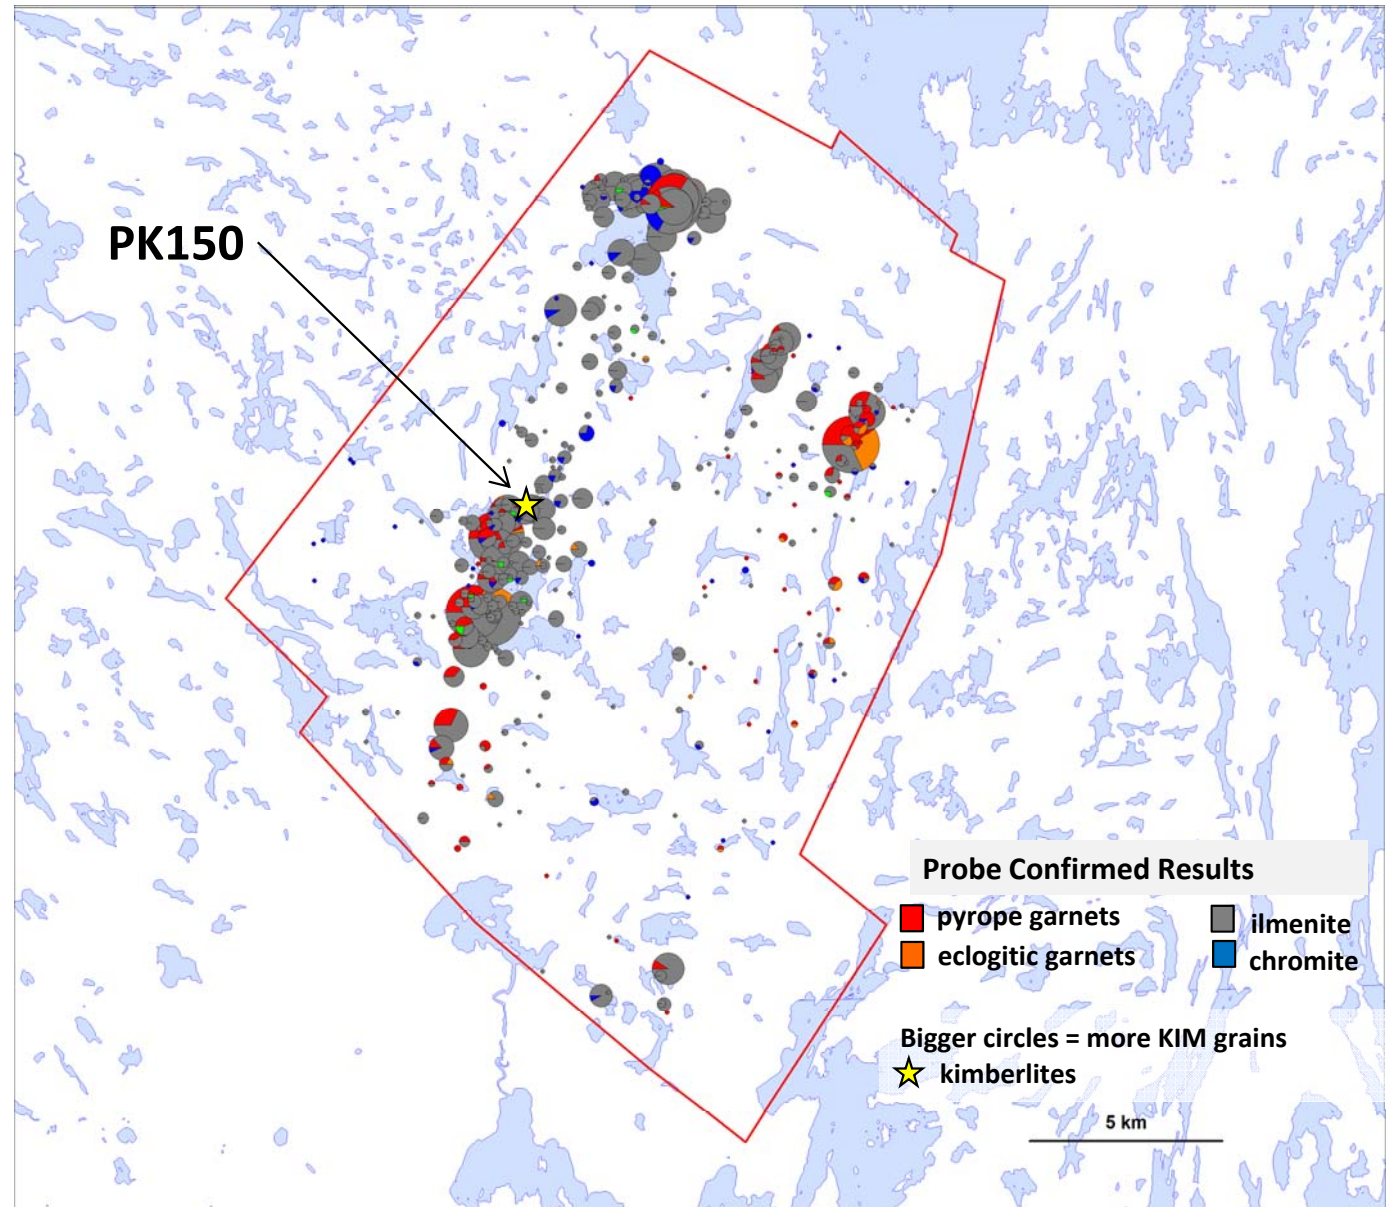 PK150
Probe Confirmed Results
pyrope garnets
ilmenite
eclogitic garnets
chromite
Bigger circles = more KIM grains
kimberlites
5 km